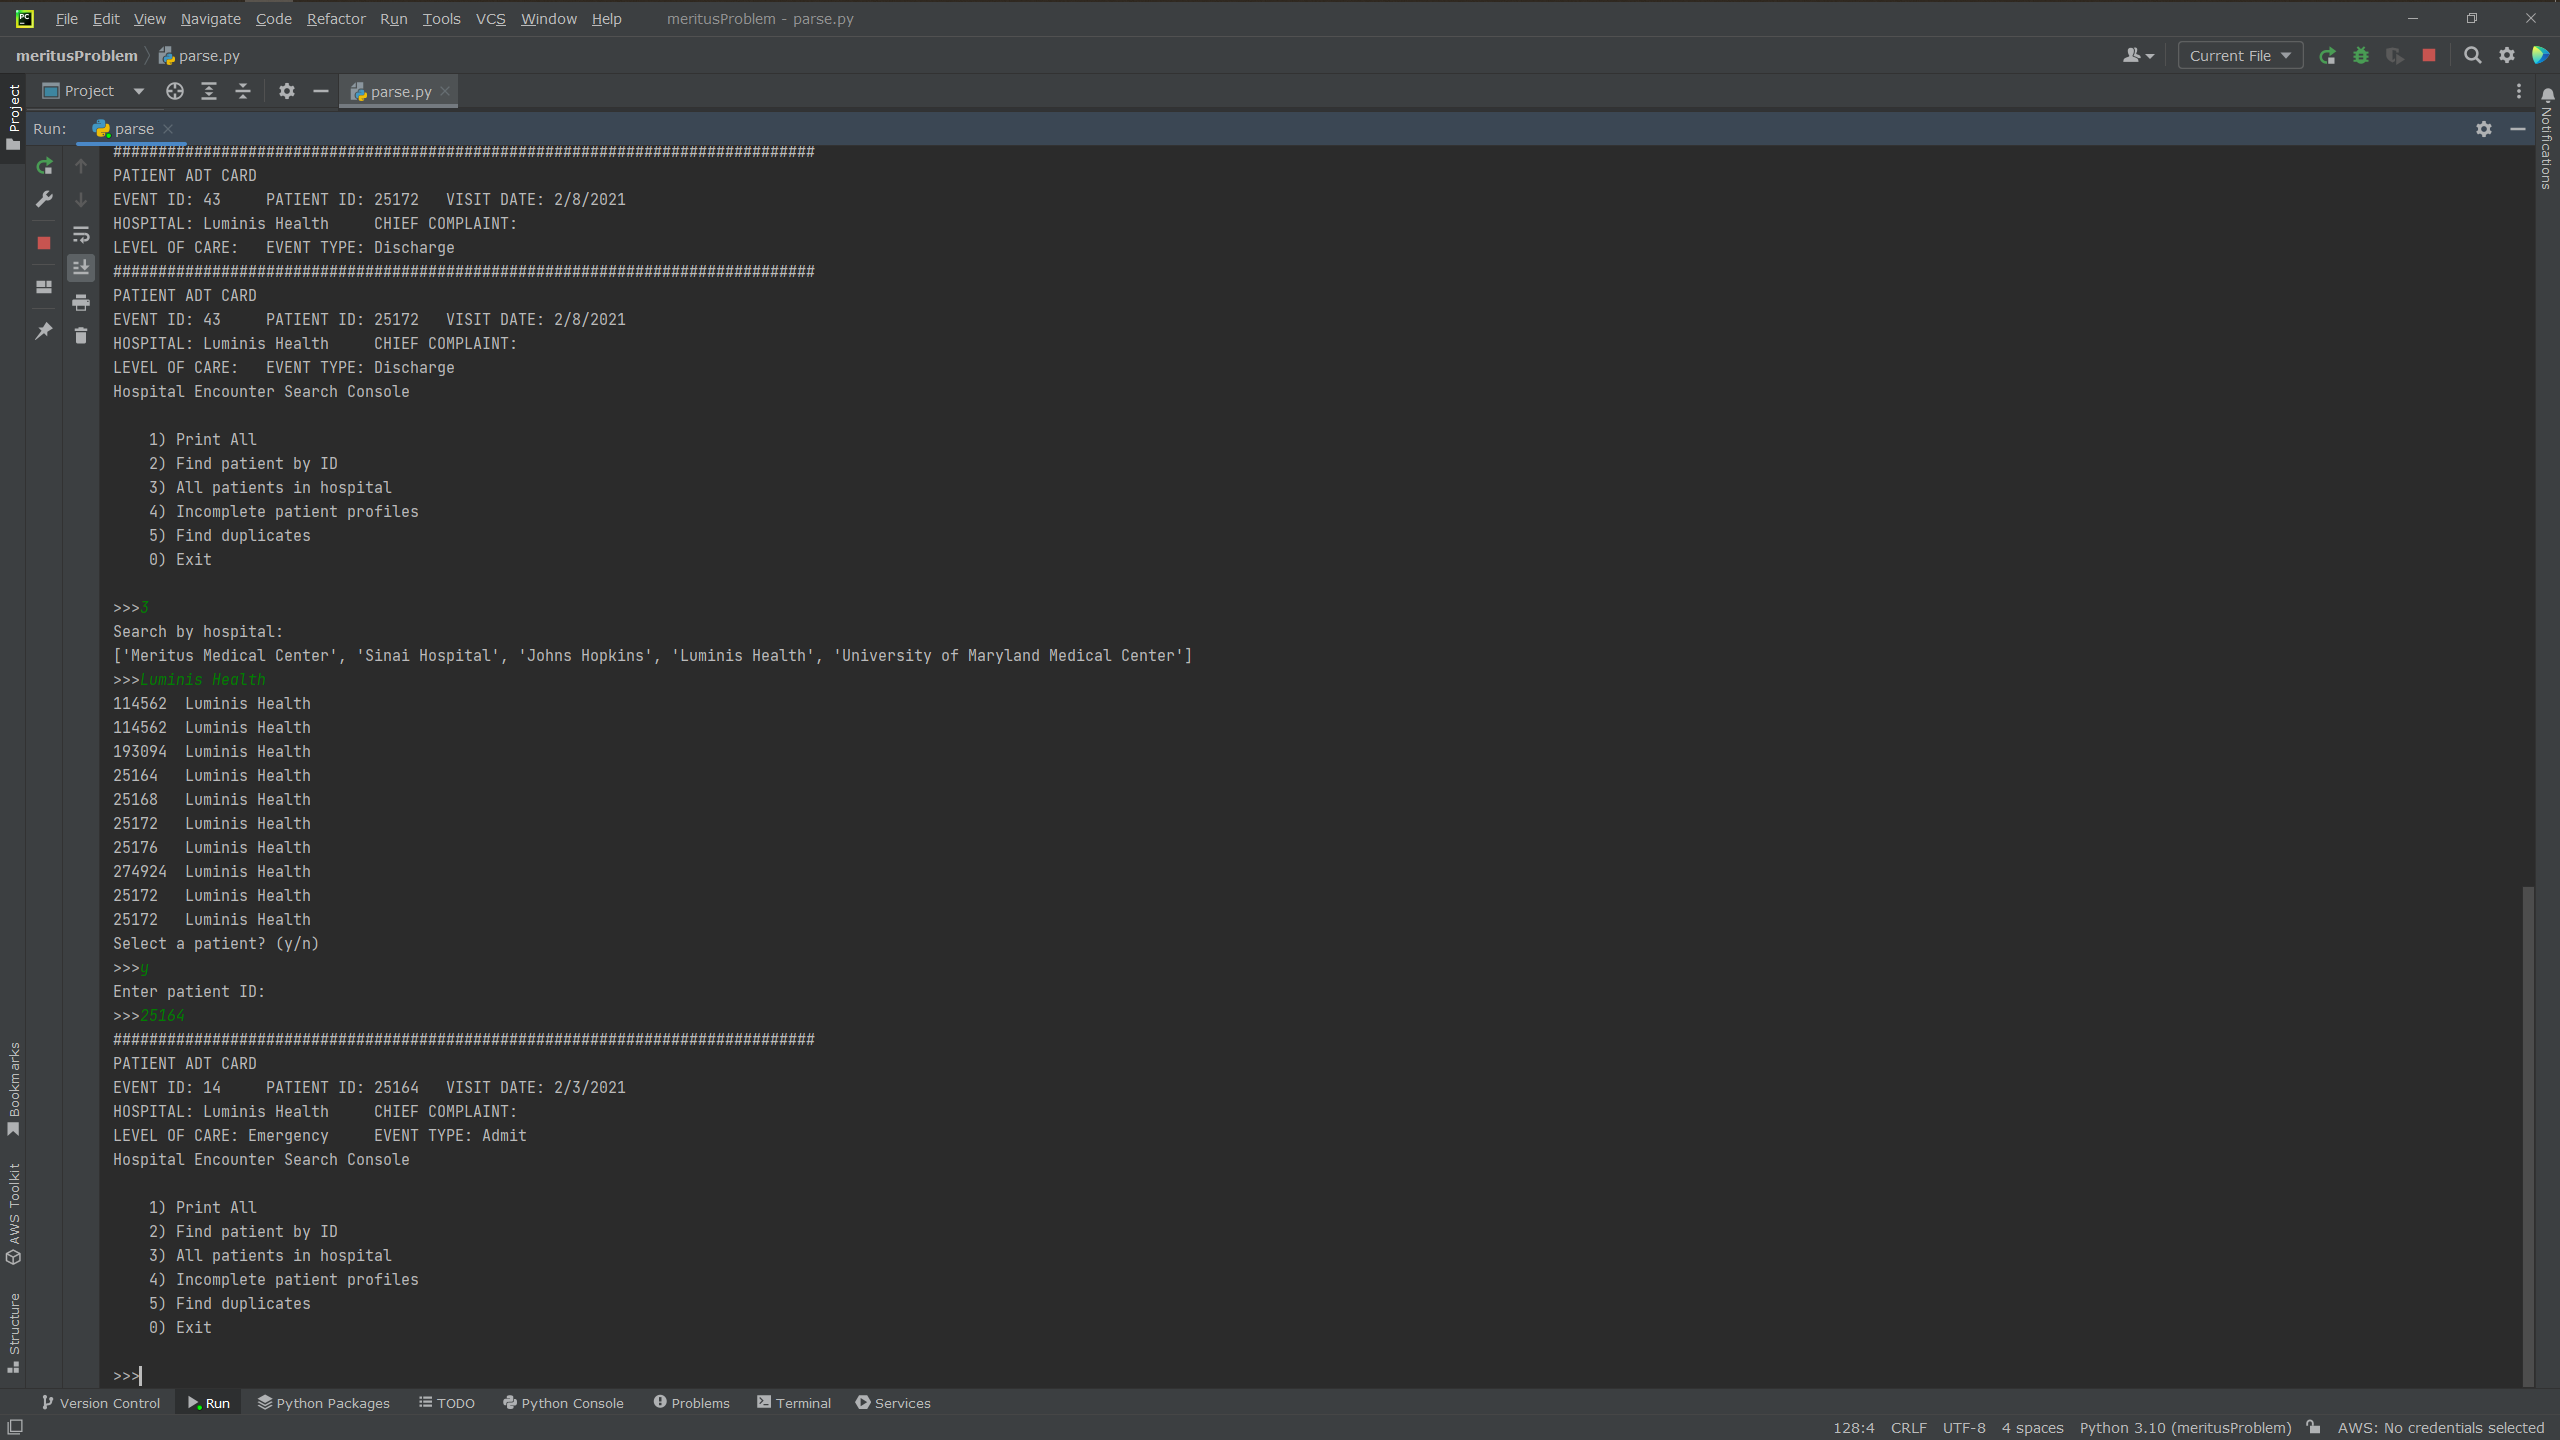 File Edit View Navigate Code Refactor Run Tools VCS Window Help meritusProblem - parse.py
meritusProblem parse.py Current File
Project parse.py
Run: parse
##############################################################################
PATIENT ADT CARD
EVENT ID: 43     PATIENT ID: 25172   VISIT DATE: 2/8/2021
HOSPITAL: Luminis Health     CHIEF COMPLAINT:
LEVEL OF CARE:   EVENT TYPE: Discharge
##############################################################################
PATIENT ADT CARD
EVENT ID: 43     PATIENT ID: 25172   VISIT DATE: 2/8/2021
HOSPITAL: Luminis Health     CHIEF COMPLAINT:
LEVEL OF CARE:   EVENT TYPE: Discharge
Hospital Encounter Search Console
1) Print All
2) Find patient by ID
3) All patients in hospital
4) Incomplete patient profiles
5) Find duplicates
0) Exit
>>>3
Search by hospital:
['Meritus Medical Center', 'Sinai Hospital', 'Johns Hopkins', 'Luminis Health', 'University of Maryland Medical Center']
>>>Luminis Health
114562  Luminis Health
114562  Luminis Health
193094  Luminis Health
25164   Luminis Health
25168   Luminis Health
25172   Luminis Health
25176   Luminis Health
274924  Luminis Health
25172   Luminis Health
25172   Luminis Health
Select a patient? (y/n)
>>>y
Enter patient ID:
>>>25164
##############################################################################
PATIENT ADT CARD
EVENT ID: 14     PATIENT ID: 25164   VISIT DATE: 2/3/2021
HOSPITAL: Luminis Health     CHIEF COMPLAINT:
LEVEL OF CARE: Emergency     EVENT TYPE: Admit
Hospital Encounter Search Console
1) Print All
2) Find patient by ID
3) All patients in hospital
4) Incomplete patient profiles
5) Find duplicates
0) Exit
>>>
Project
Bookmarks
AWS Toolkit
Structure
Notifications
Version Control Run Python Packages TODO Python Console Problems Terminal Services
128:4 CRLF UTF-8 4 spaces Python 3.10 (meritusProblem) AWS: No credentials selected